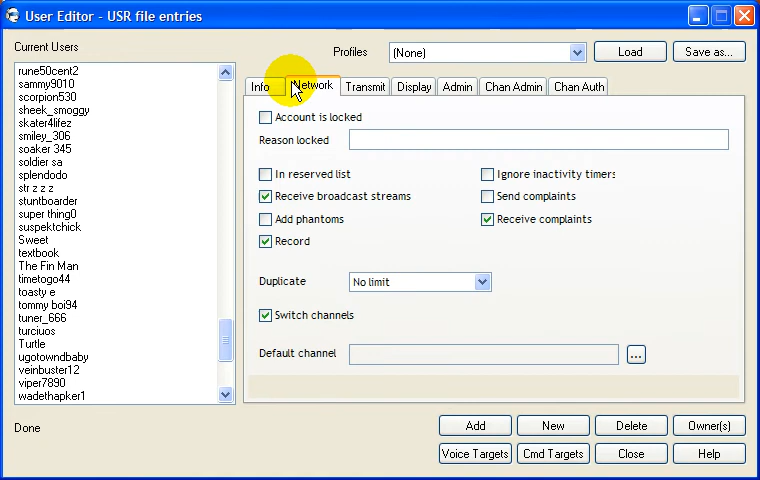 User Editor - USR file entries
Current Users
Profiles
(None)
Load
Save as...
rune50cent2
sammy9010
scorpion530
sheek_smoggy
skater4lifez
smiley_306
soaker 345
soldier sa
splendodo
str z z z
stuntboarder
super thing0
suspektchick
Sweet
textbook
The Fin Man
timetogo44
toasty e
tommy boi94
tuner_666
turciuos
Turtle
ugotowndbaby
veinbuster12
viper7890
wadethapker1
Info
Network
Transmit
Display
Admin
Chan Admin
Chan Auth
Account is locked
Reason locked
In reserved list
Ignore inactivity timers
Receive broadcast streams
Send complaints
Add phantoms
Receive complaints
Record
Duplicate
No limit
Switch channels
Default channel
...
Done
Add
New
Delete
Owner(s)
Voice Targets
Cmd Targets
Close
Help